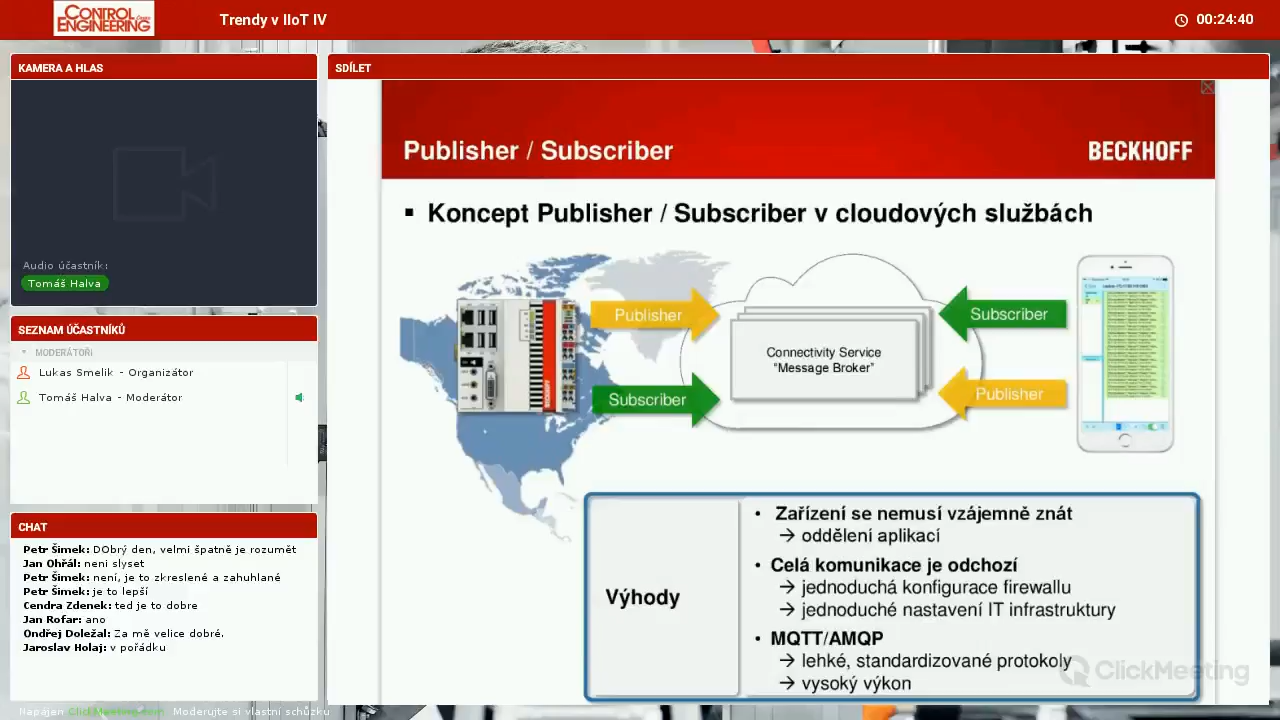 CONTROL
ENGINEERING
Trendy v IIoT IV
00:24:40
KAMERA A HLAS
Audio účastník:
Tomáš Halva
SEZNAM ÚČASTNÍKŮ
MODERÁTOŘI
Lukas Smelik - Organizátor
Tomáš Halva - Moderátor
CHAT
Petr Šimek: DObrý den, velmi špatně je rozumět
Jan Ohřál: neni slyset
Petr Šimek: není, je to zkreslené a zahuhlané
Petr Šimek: je to lepší
Cendra Zdenek: ted je to dobre
Jan Rofar: ano
Ondřej Doležal: Za mě velice dobré.
Jaroslav Holaj: v pořádku
Napájen ClickMeeting.com Moderujte si vlastní schůzku
SDÍLET
Publisher / Subscriber
BECKHOFF
▪ Koncept Publisher / Subscriber v cloudových službách
Publisher
Subscriber
Connectivity Service
"Message Broker"
Subscriber
Publisher
BECKHOFF
Výhody
• Zařízení se nemusí vzájemně znát
→ oddělení aplikací
• Celá komunikace je odchozí
→ jednoduchá konfigurace firewallu
→ jednoduché nastavení IT infrastruktury
• MQTT/AMQP
→ lehké, standardizované protokoly
→ vysoký výkon
ClickMeeting